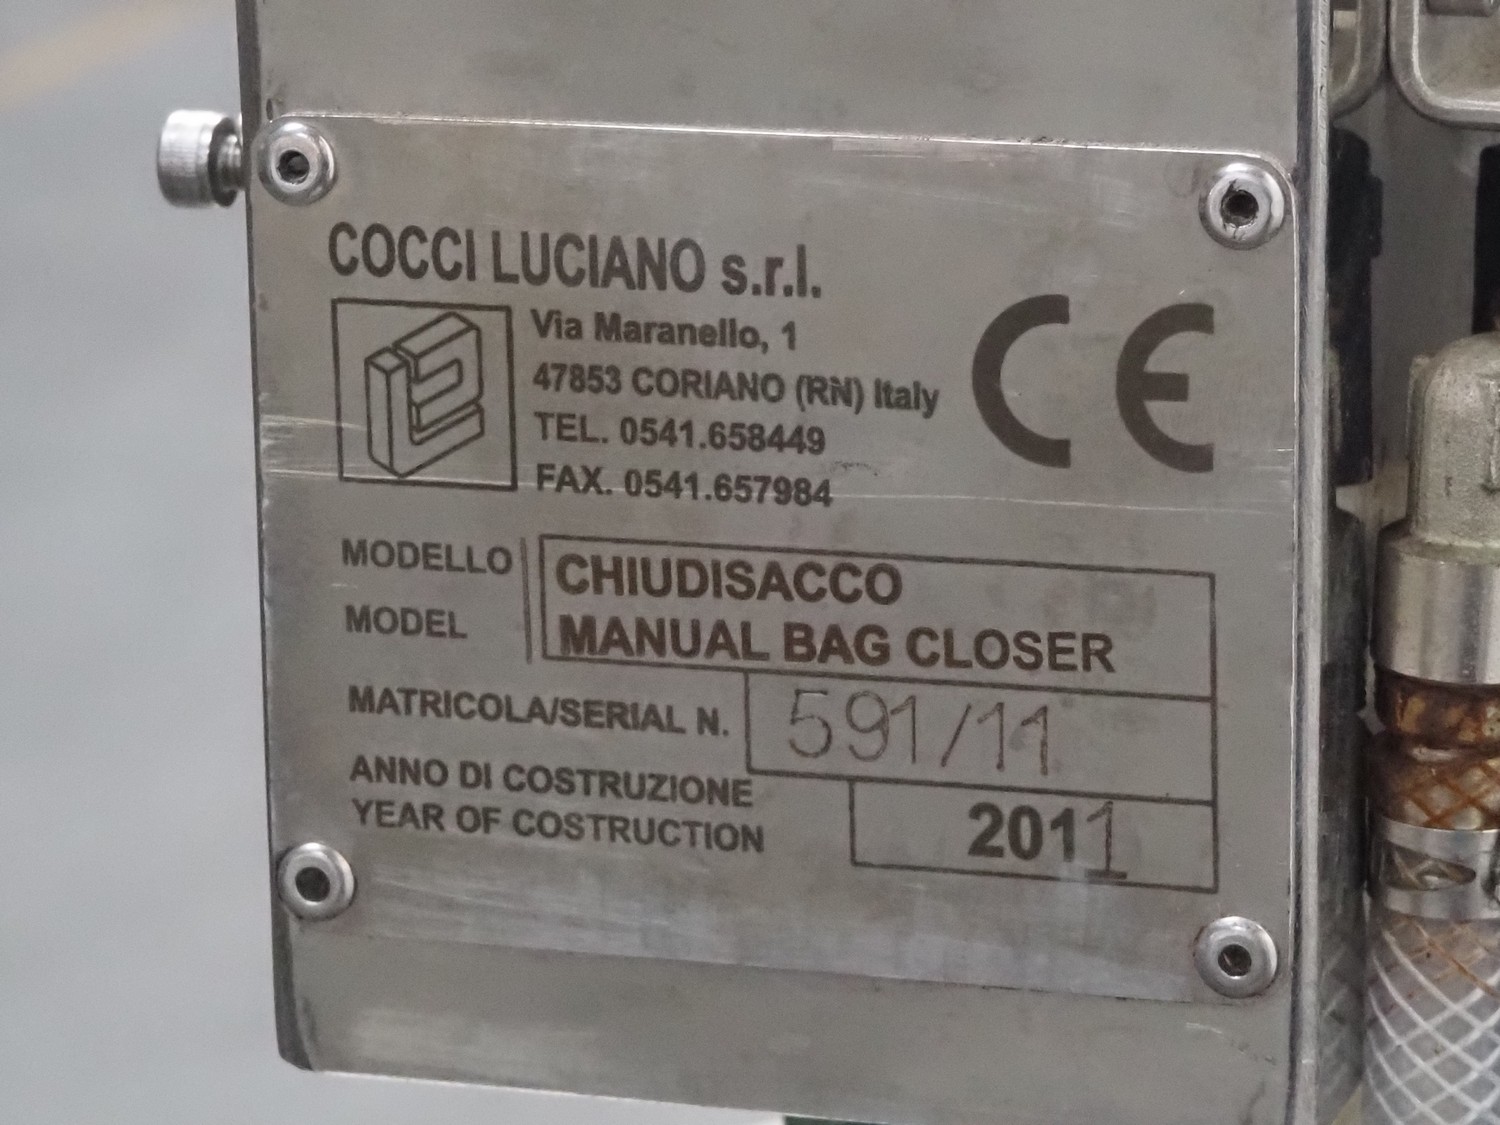 COCCI LUCIANO s.r.l.
Via Maranello, 1
47853 CORIANO (RN) Italy
TEL. 0541.658449
FAX. 0541.657984
CE
MODELLO
MODEL
CHIUDISACCO
MANUAL BAG CLOSER
MATRICOLA/SERIAL N. 591/11
ANNO DI COSTRUZIONE
YEAR OF COSTRUCTION
2011